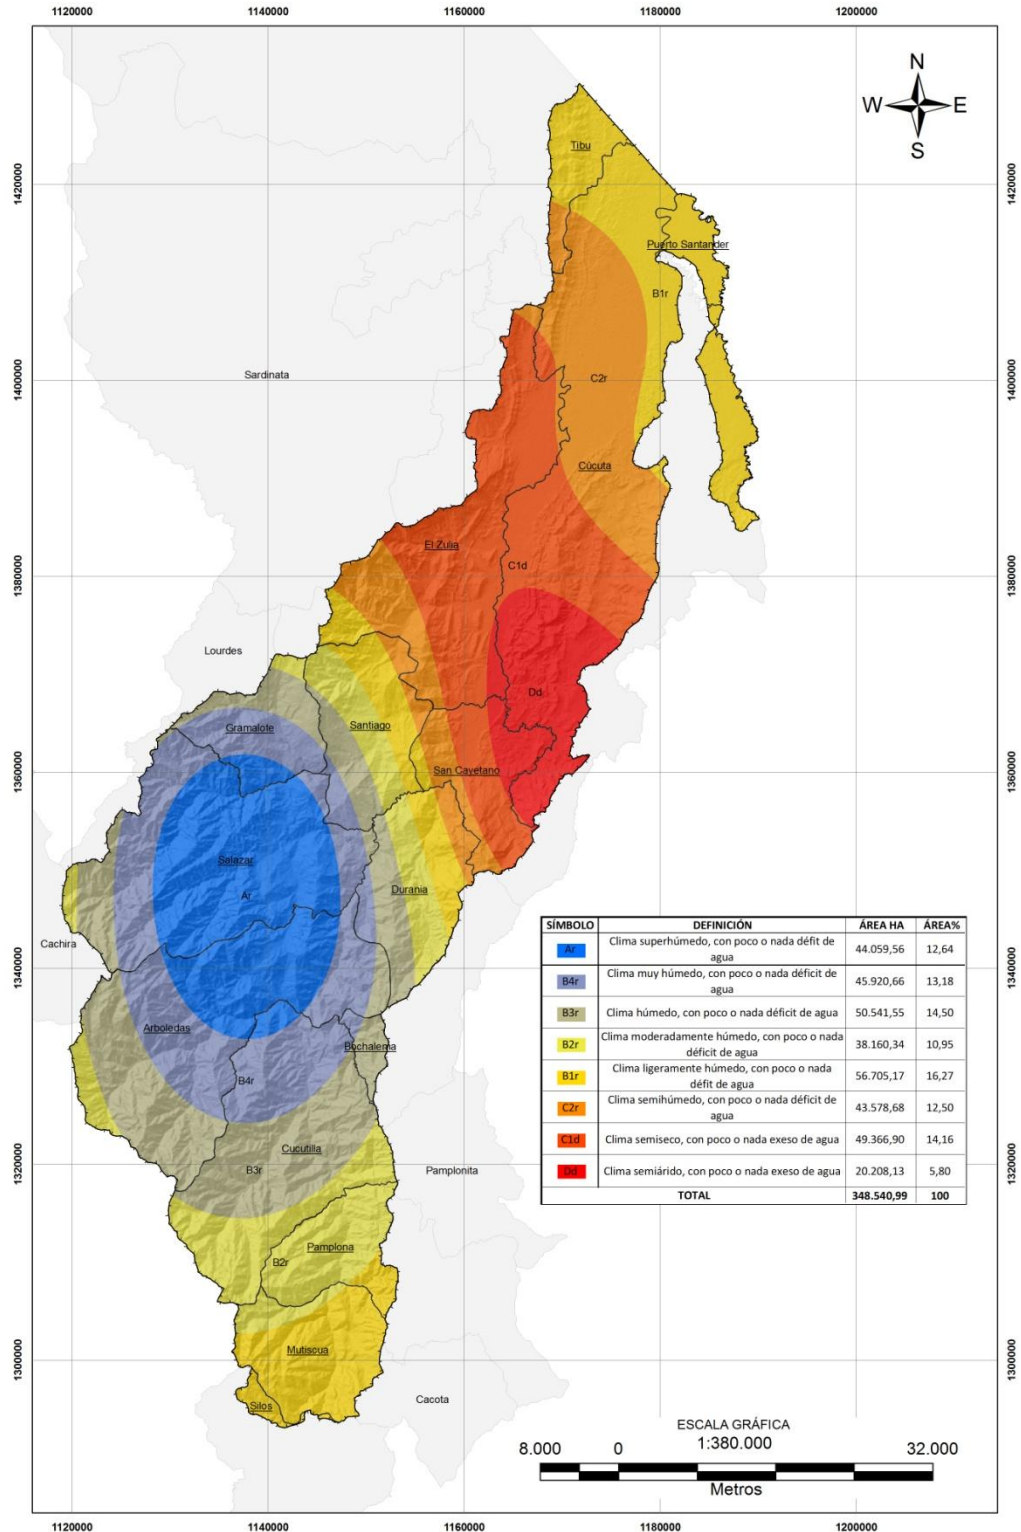 1120000 1140000 1160000 1180000 1200000
N
W E
S
Tibu
1420000 1420000
Puerto Santander
B1r
1400000 1400000
Sardinata
C2r
Cúcuta
El Zulia
C1d
1380000 1380000
Lourdes
Dd
Gramalote
Santiago
San Cayetano
1360000 1360000
Salazar
Ar
Durania
Cachira
1340000 1340000
Arboledas
Bochalema
B4r
Cucutilla
B3r
Pamplonita
1320000 1320000
Pamplona
B2r
Mutiscua
1300000 1300000
Cacota
Silos
SÍMBOLO DEFINICIÓN ÁREA HA ÁREA%
Ar Clima superhúmedo, con poco o nada défit de
agua 44.059,56 12,64
B4r Clima muy húmedo, con poco o nada déficit de
agua 45.920,66 13,18
B3r Clima húmedo, con poco o nada déficit de agua 50.541,55 14,50
B2r Clima moderadamente húmedo, con poco o nada
déficit de agua 38.160,34 10,95
B1r Clima ligeramente húmedo, con poco o nada
défit de agua 56.705,17 16,27
C2r Clima semihúmedo, con poco o nada déficit de
agua 43.578,68 12,50
C1d Clima semiseco, con poco o nada exeso de agua 49.366,90 14,16
Dd Clima semiárido, con poco o nada exeso de agua 20.208,13 5,80
TOTAL 348.540,99 100
ESCALA GRÁFICA
1:380.000
8.000 0 32.000
Metros
1120000 1140000 1160000 1180000 1200000